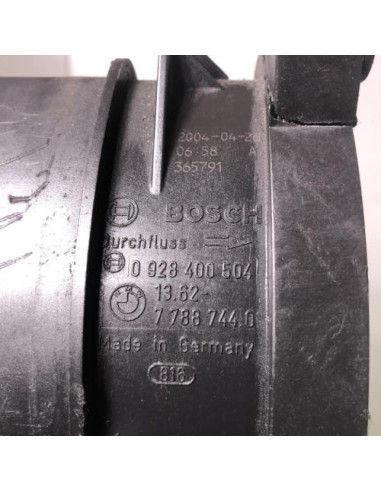 2004-04-26
06 58 A
365791
BOSCH
Durchfluss
0 928 400 504
13.62-
7 788 744.0
Made in Germany
816